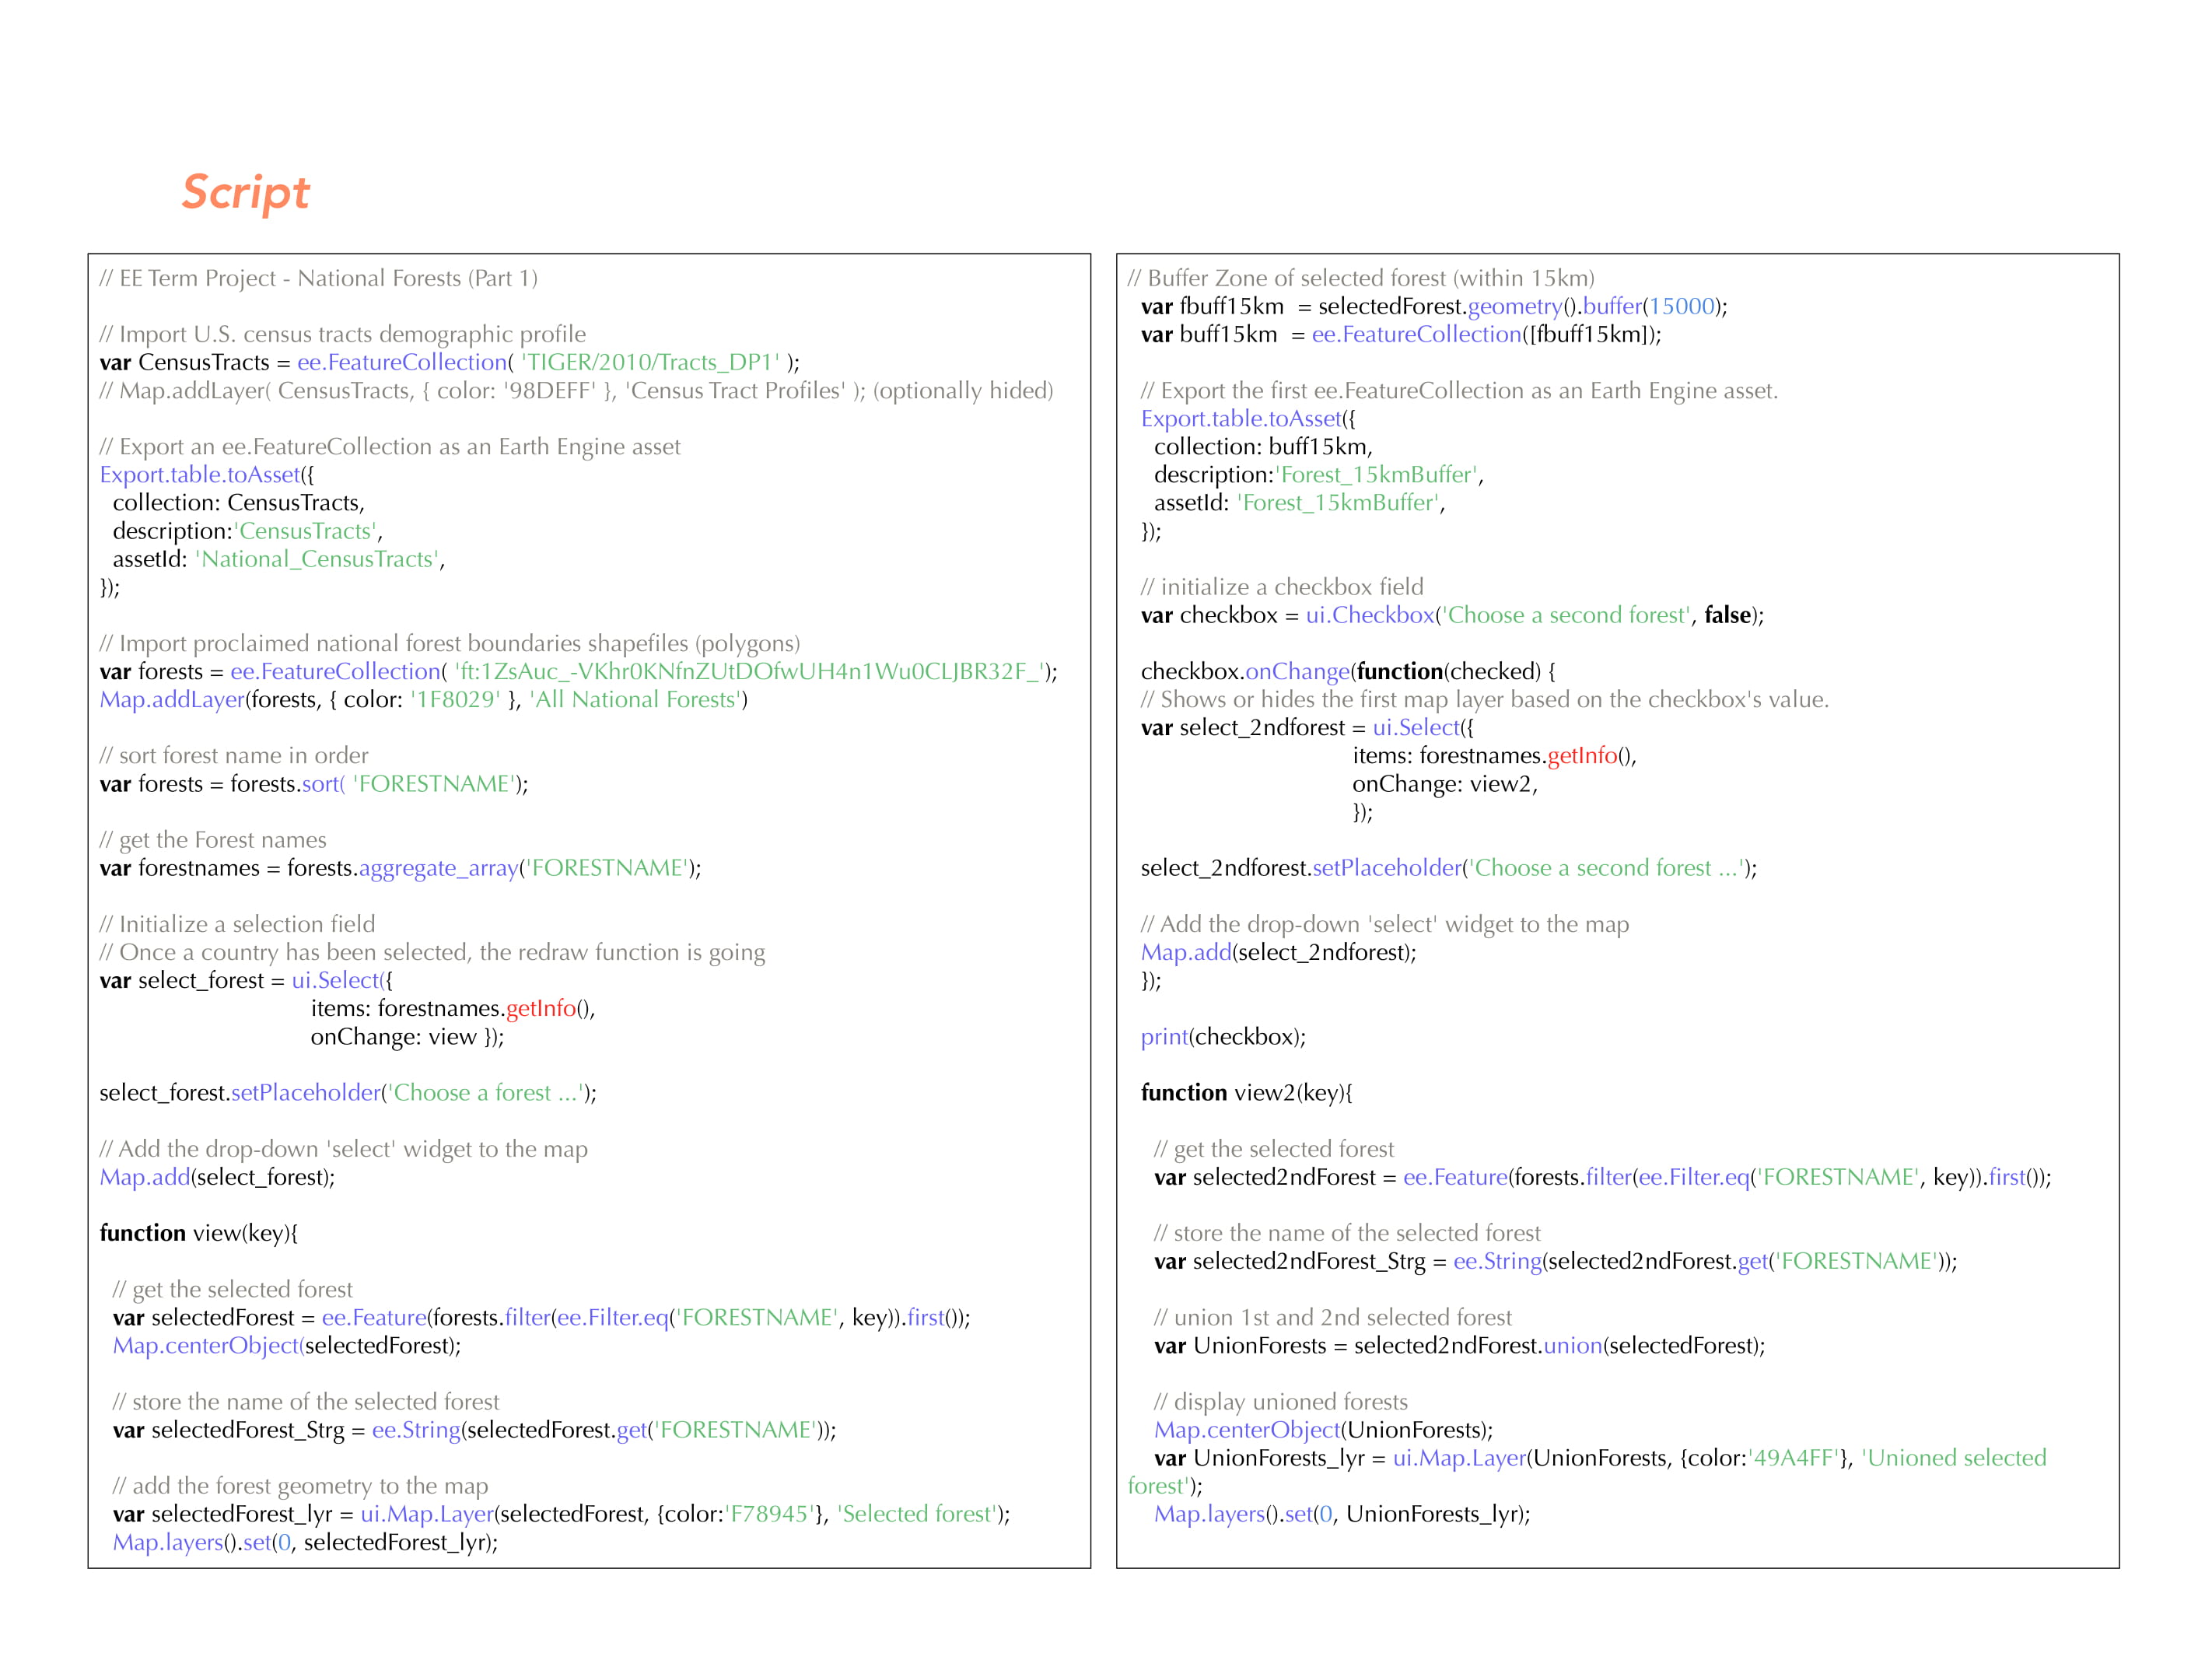 Script
// EE Term Project - National Forests (Part 1)
// Import U.S. census tracts demographic profile
var CensusTracts = ee.FeatureCollection( 'TIGER/2010/Tracts_DP1' );
// Map.addLayer( CensusTracts, { color: '98DEFF' }, 'Census Tract Profiles' ); (optionally hided)
// Export an ee.FeatureCollection as an Earth Engine asset
Export.table.toAsset({
collection: CensusTracts,
description:'CensusTracts',
assetId: 'National_CensusTracts',
});
// Import proclaimed national forest boundaries shapefiles (polygons)
var forests = ee.FeatureCollection( 'ft:1ZsAuc_-VKhr0KNfnZUtDOfwUH4n1Wu0CLJBR32F_');
Map.addLayer(forests, { color: '1F8029' }, 'All National Forests')
// sort forest name in order
var forests = forests.sort( 'FORESTNAME');
// get the Forest names
var forestnames = forests.aggregate_array('FORESTNAME');
// Initialize a selection field
// Once a country has been selected, the redraw function is going
var select_forest = ui.Select({
items: forestnames.getInfo(),
onChange: view });
select_forest.setPlaceholder('Choose a forest ...');
// Add the drop-down 'select' widget to the map
Map.add(select_forest);
function view(key){
// get the selected forest
var selectedForest = ee.Feature(forests.filter(ee.Filter.eq('FORESTNAME', key)).first());
Map.centerObject(selectedForest);
// store the name of the selected forest
var selectedForest_Strg = ee.String(selectedForest.get('FORESTNAME'));
// add the forest geometry to the map
var selectedForest_lyr = ui.Map.Layer(selectedForest, {color:'F78945'}, 'Selected forest');
Map.layers().set(0, selectedForest_lyr);
// Buffer Zone of selected forest (within 15km)
var fbuff15km  = selectedForest.geometry().buffer(15000);
var buff15km  = ee.FeatureCollection([fbuff15km]);
// Export the first ee.FeatureCollection as an Earth Engine asset.
Export.table.toAsset({
collection: buff15km,
description:'Forest_15kmBuffer',
assetId: 'Forest_15kmBuffer',
});
// initialize a checkbox field
var checkbox = ui.Checkbox('Choose a second forest', false);
checkbox.onChange(function(checked) {
// Shows or hides the first map layer based on the checkbox's value.
var select_2ndforest = ui.Select({
items: forestnames.getInfo(),
onChange: view2,
});
select_2ndforest.setPlaceholder('Choose a second forest ...');
// Add the drop-down 'select' widget to the map
Map.add(select_2ndforest);
});
print(checkbox);
function view2(key){
// get the selected forest
var selected2ndForest = ee.Feature(forests.filter(ee.Filter.eq('FORESTNAME', key)).first());
// store the name of the selected forest
var selected2ndForest_Strg = ee.String(selected2ndForest.get('FORESTNAME'));
// union 1st and 2nd selected forest
var UnionForests = selected2ndForest.union(selectedForest);
// display unioned forests
Map.centerObject(UnionForests);
var UnionForests_lyr = ui.Map.Layer(UnionForests, {color:'49A4FF'}, 'Unioned selected
forest');
Map.layers().set(0, UnionForests_lyr);